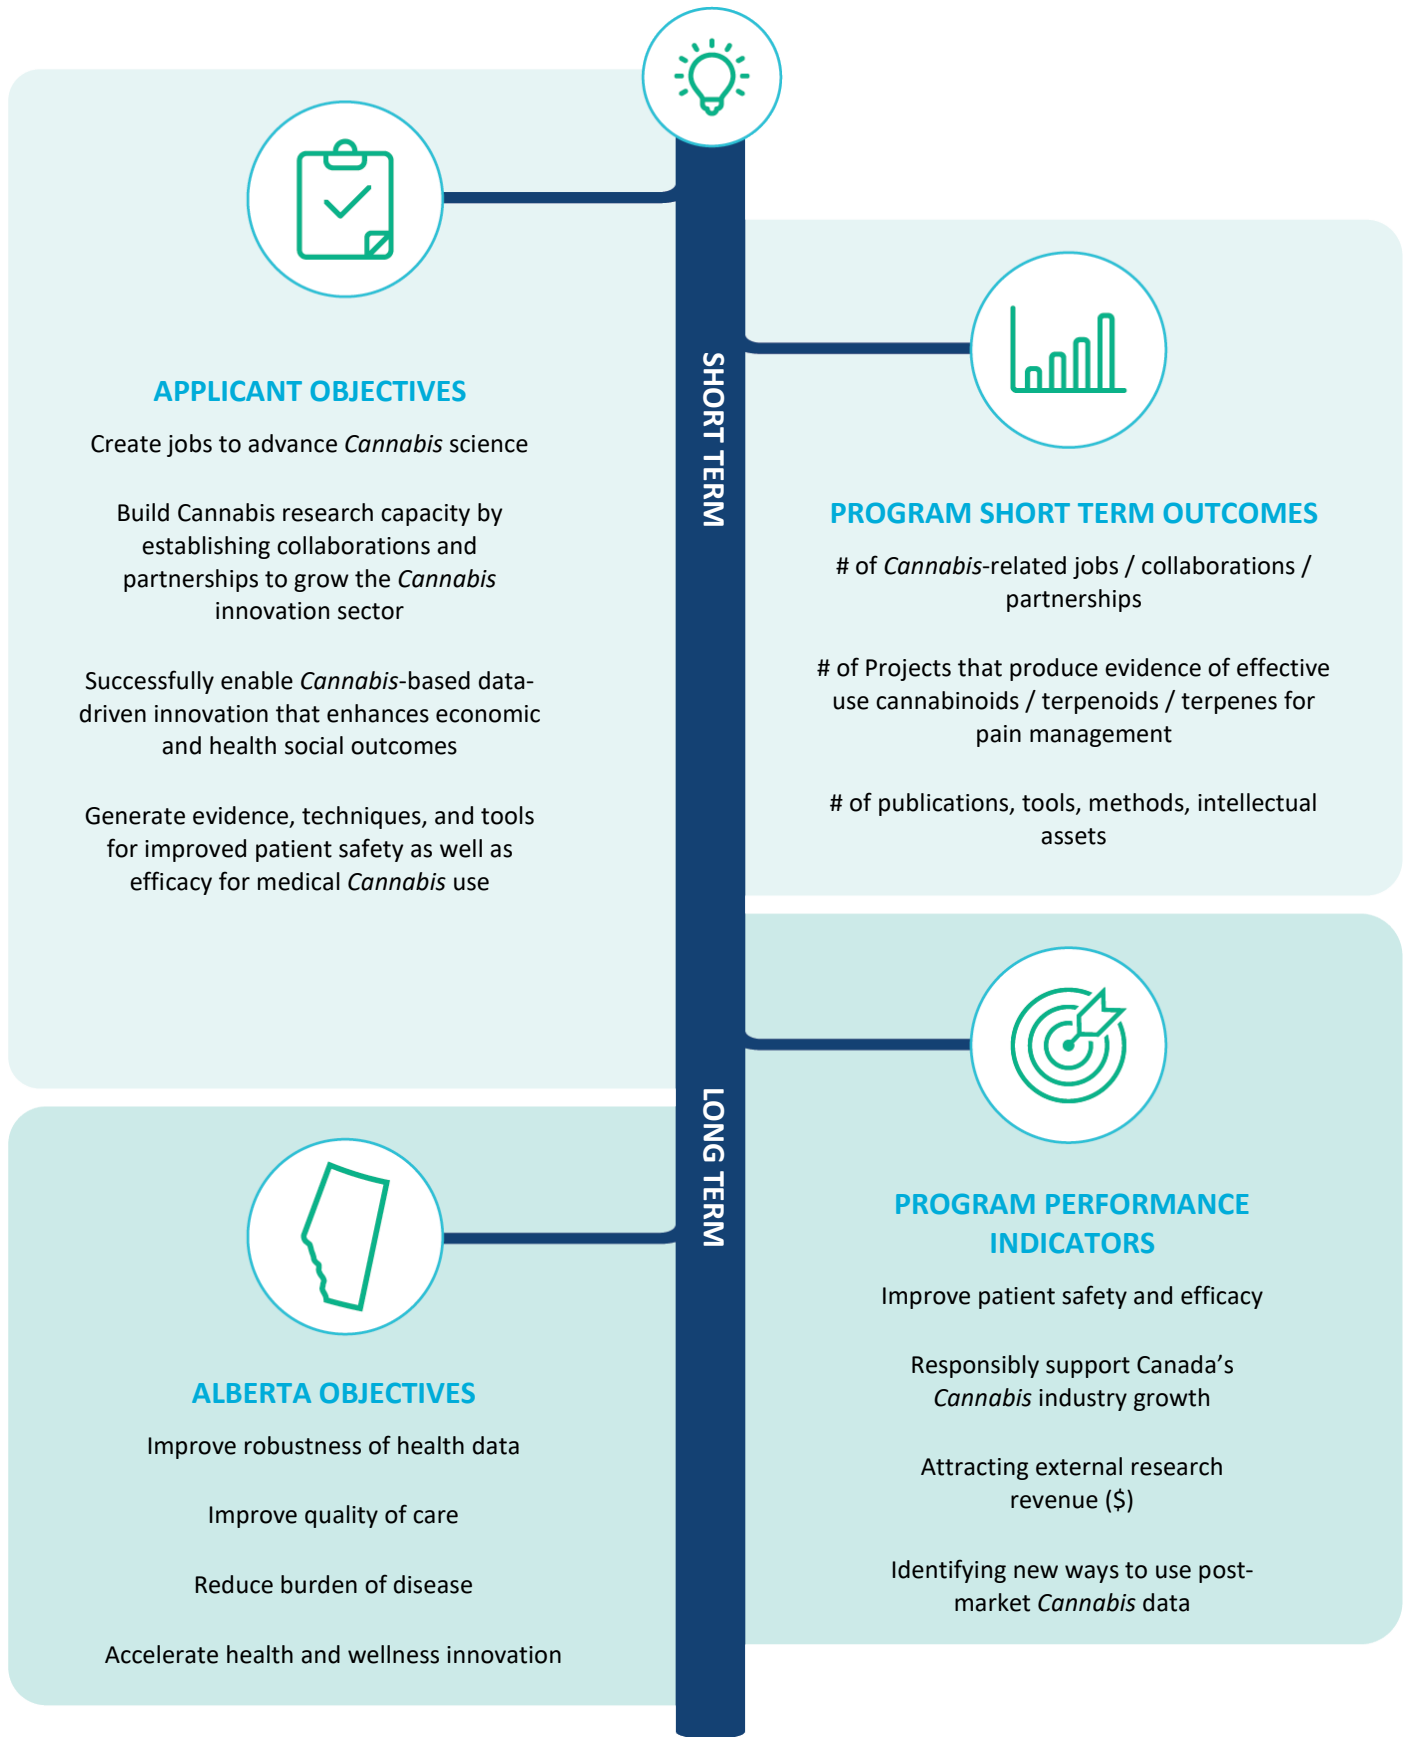 APPLICANT OBJECTIVES
Create jobs to advance Cannabis science
Build Cannabis research capacity by
establishing collaborations and
partnerships to grow the Cannabis
innovation sector
Successfully enable Cannabis-based data-
driven innovation that enhances economic
and health social outcomes
Generate evidence, techniques, and tools
for improved patient safety as well as
efficacy for medical Cannabis use
SHORT TERM
PROGRAM SHORT TERM OUTCOMES
# of Cannabis-related jobs / collaborations /
partnerships
# of Projects that produce evidence of effective
use cannabinoids / terpenoids / terpenes for
pain management
# of publications, tools, methods, intellectual
assets
LONG TERM
ALBERTA OBJECTIVES
Improve robustness of health data
Improve quality of care
Reduce burden of disease
Accelerate health and wellness innovation
PROGRAM PERFORMANCE
INDICATORS
Improve patient safety and efficacy
Responsibly support Canada’s
Cannabis industry growth
Attracting external research
revenue ($)
Identifying new ways to use post-
market Cannabis data